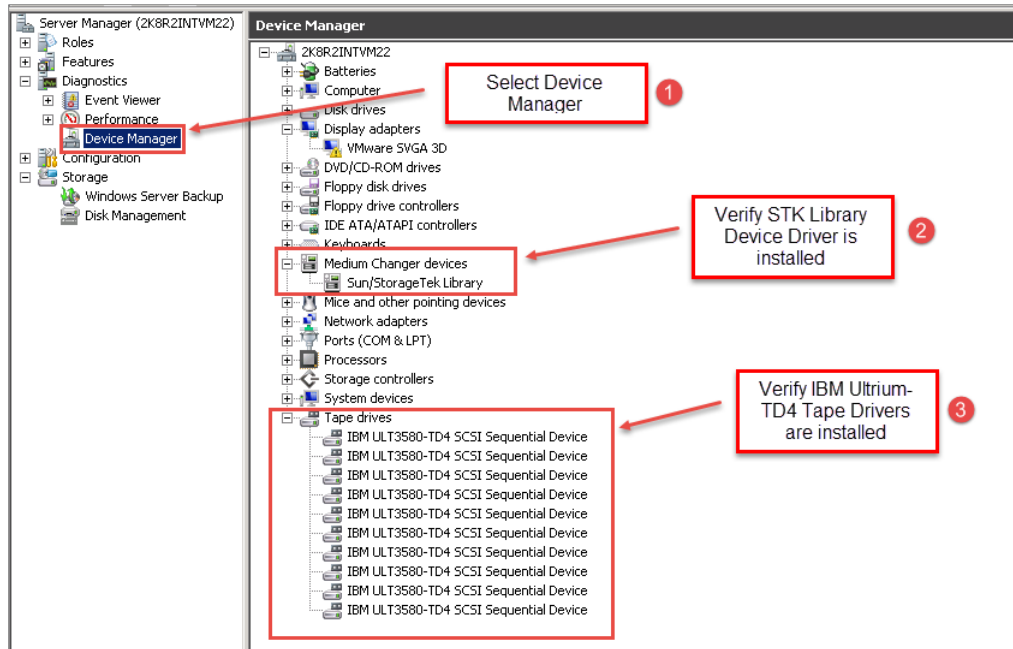 Server Manager (2K8R2INTVM22)
Roles
Features
Diagnostics
Event Viewer
Performance
Device Manager
Configuration
Storage
Windows Server Backup
Disk Management
Device Manager
2K8R2INTVM22
Batteries
Computer
Disk drives
Display adapters
VMware SVGA 3D
DVD/CD-ROM drives
Floppy disk drives
Floppy drive controllers
IDE ATA/ATAPI controllers
Keyboards
Medium Changer devices
Sun/StorageTek Library
Mice and other pointing devices
Network adapters
Ports (COM & LPT)
Processors
Storage controllers
System devices
Tape drives
IBM ULT3580-TD4 SCSI Sequential Device
IBM ULT3580-TD4 SCSI Sequential Device
IBM ULT3580-TD4 SCSI Sequential Device
IBM ULT3580-TD4 SCSI Sequential Device
IBM ULT3580-TD4 SCSI Sequential Device
IBM ULT3580-TD4 SCSI Sequential Device
IBM ULT3580-TD4 SCSI Sequential Device
IBM ULT3580-TD4 SCSI Sequential Device
IBM ULT3580-TD4 SCSI Sequential Device
IBM ULT3580-TD4 SCSI Sequential Device
Select Device
Manager
1
Verify STK Library
Device Driver is
installed
2
Verify IBM Ultrium-
TD4 Tape Drivers
are installed
3